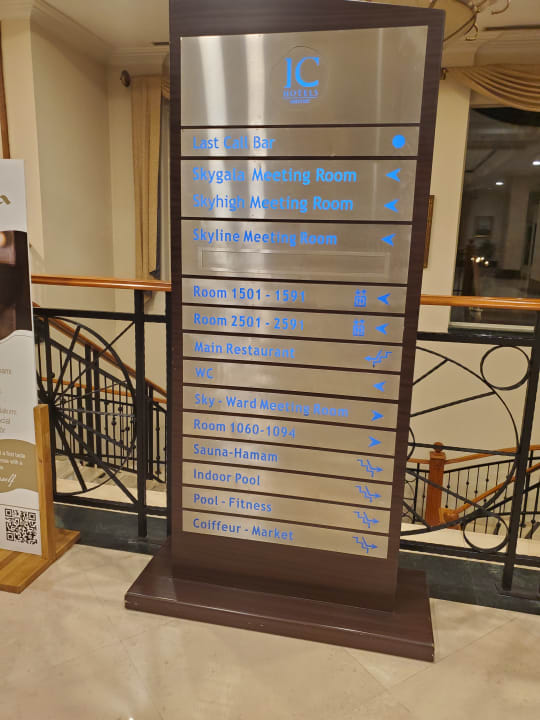 IC
HOTELS
Last Call Bar
Skygala Meeting Room
Skyhigh Meeting Room
Skyline Meeting Room
Room 1501 - 1591
Room 2501 - 2591
Main Restaurant
WC
Sky - Ward Meeting Room
Room 1060-1094
Sauna-Hamam
Indoor Pool
Pool - Fitness
Coiffeur - Market